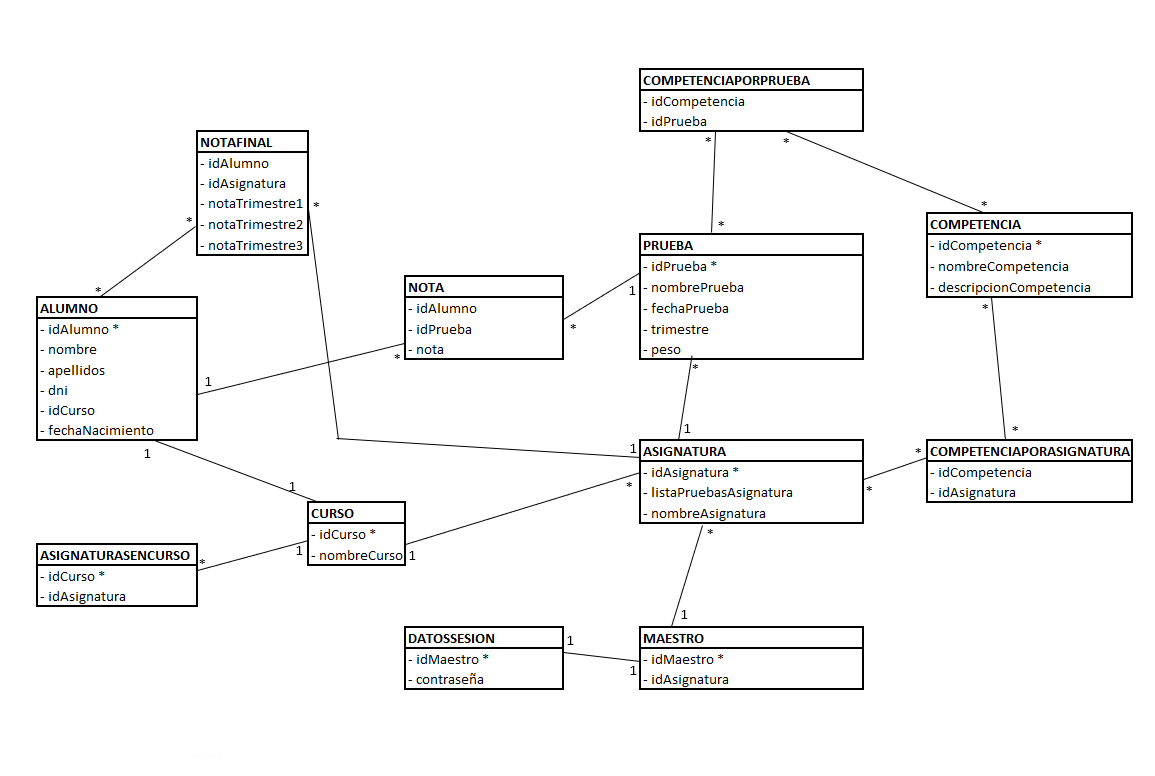 COMPETENCIAPORPRUEBA
- idCompetencia
- idPrueba
*
*
NOTAFINAL
- idAlumno
- idAsignatura
- notaTrimestre1
- notaTrimestre2
- notaTrimestre3
*
*
*
*
COMPETENCIA
- idCompetencia *
- nombreCompetencia
- descripcionCompetencia
*
PRUEBA
- idPrueba *
- nombrePrueba
- fechaPrueba
- trimestre
- peso
1
*
NOTA
- idAlumno
- idPrueba
- nota
*
*
*
ALUMNO
- idAlumno *
- nombre
- apellidos
- dni
- idCurso
- fechaNacimiento
1
1
1
*
1
ASIGNATURA
- idAsignatura *
- listaPruebasAsignatura
- nombreAsignatura
*
*
*
*
COMPETENCIAPORASIGNATURA
- idCompetencia
- idAsignatura
1
CURSO
- idCurso *
- nombreCurso
1
1
ASIGNATURASENCURSO
- idCurso *
- idAsignatura
*
1
DATOSSESION
- idMaestro *
- contraseña
1
1
MAESTRO
- idMaestro *
- idAsignatura